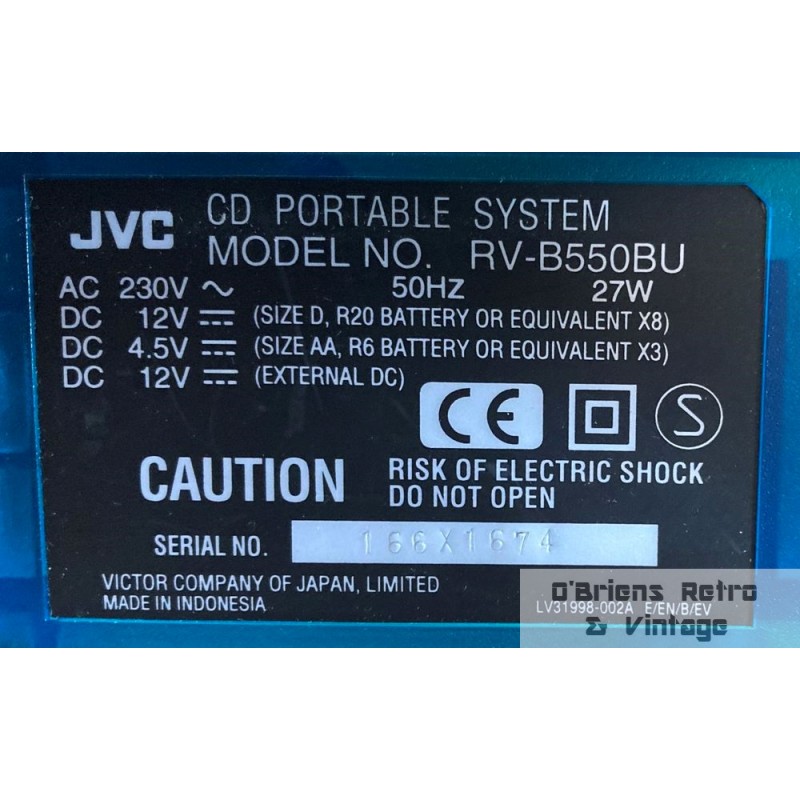 JVC CD PORTABLE SYSTEM
MODEL NO. RV-B550BU
AC 230V ~ 50Hz 27W
DC 12V ⎓ (SIZE D, R20 BATTERY OR EQUIVALENT X8)
DC 4.5V ⎓ (SIZE AA, R6 BATTERY OR EQUIVALENT X3)
DC 12V ⎓ (EXTERNAL DC)
CE S
CAUTION RISK OF ELECTRIC SHOCK
DO NOT OPEN
SERIAL NO. 166X1674
VICTOR COMPANY OF JAPAN, LIMITED
MADE IN INDONESIA
LV31998-002A E/EN/B/EV
O'Briens Retro
& Vintage